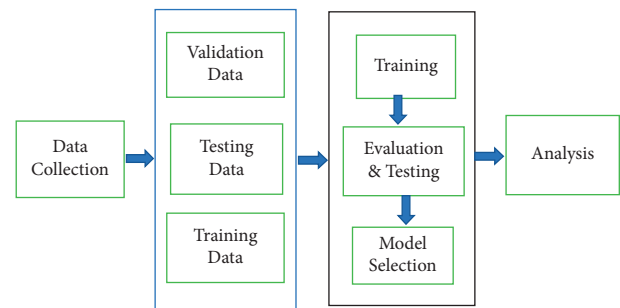 Data
Collection
Validation
Data
Testing
Data
Training
Data
Training
Evaluation
& Testing
Model
Selection
Analysis